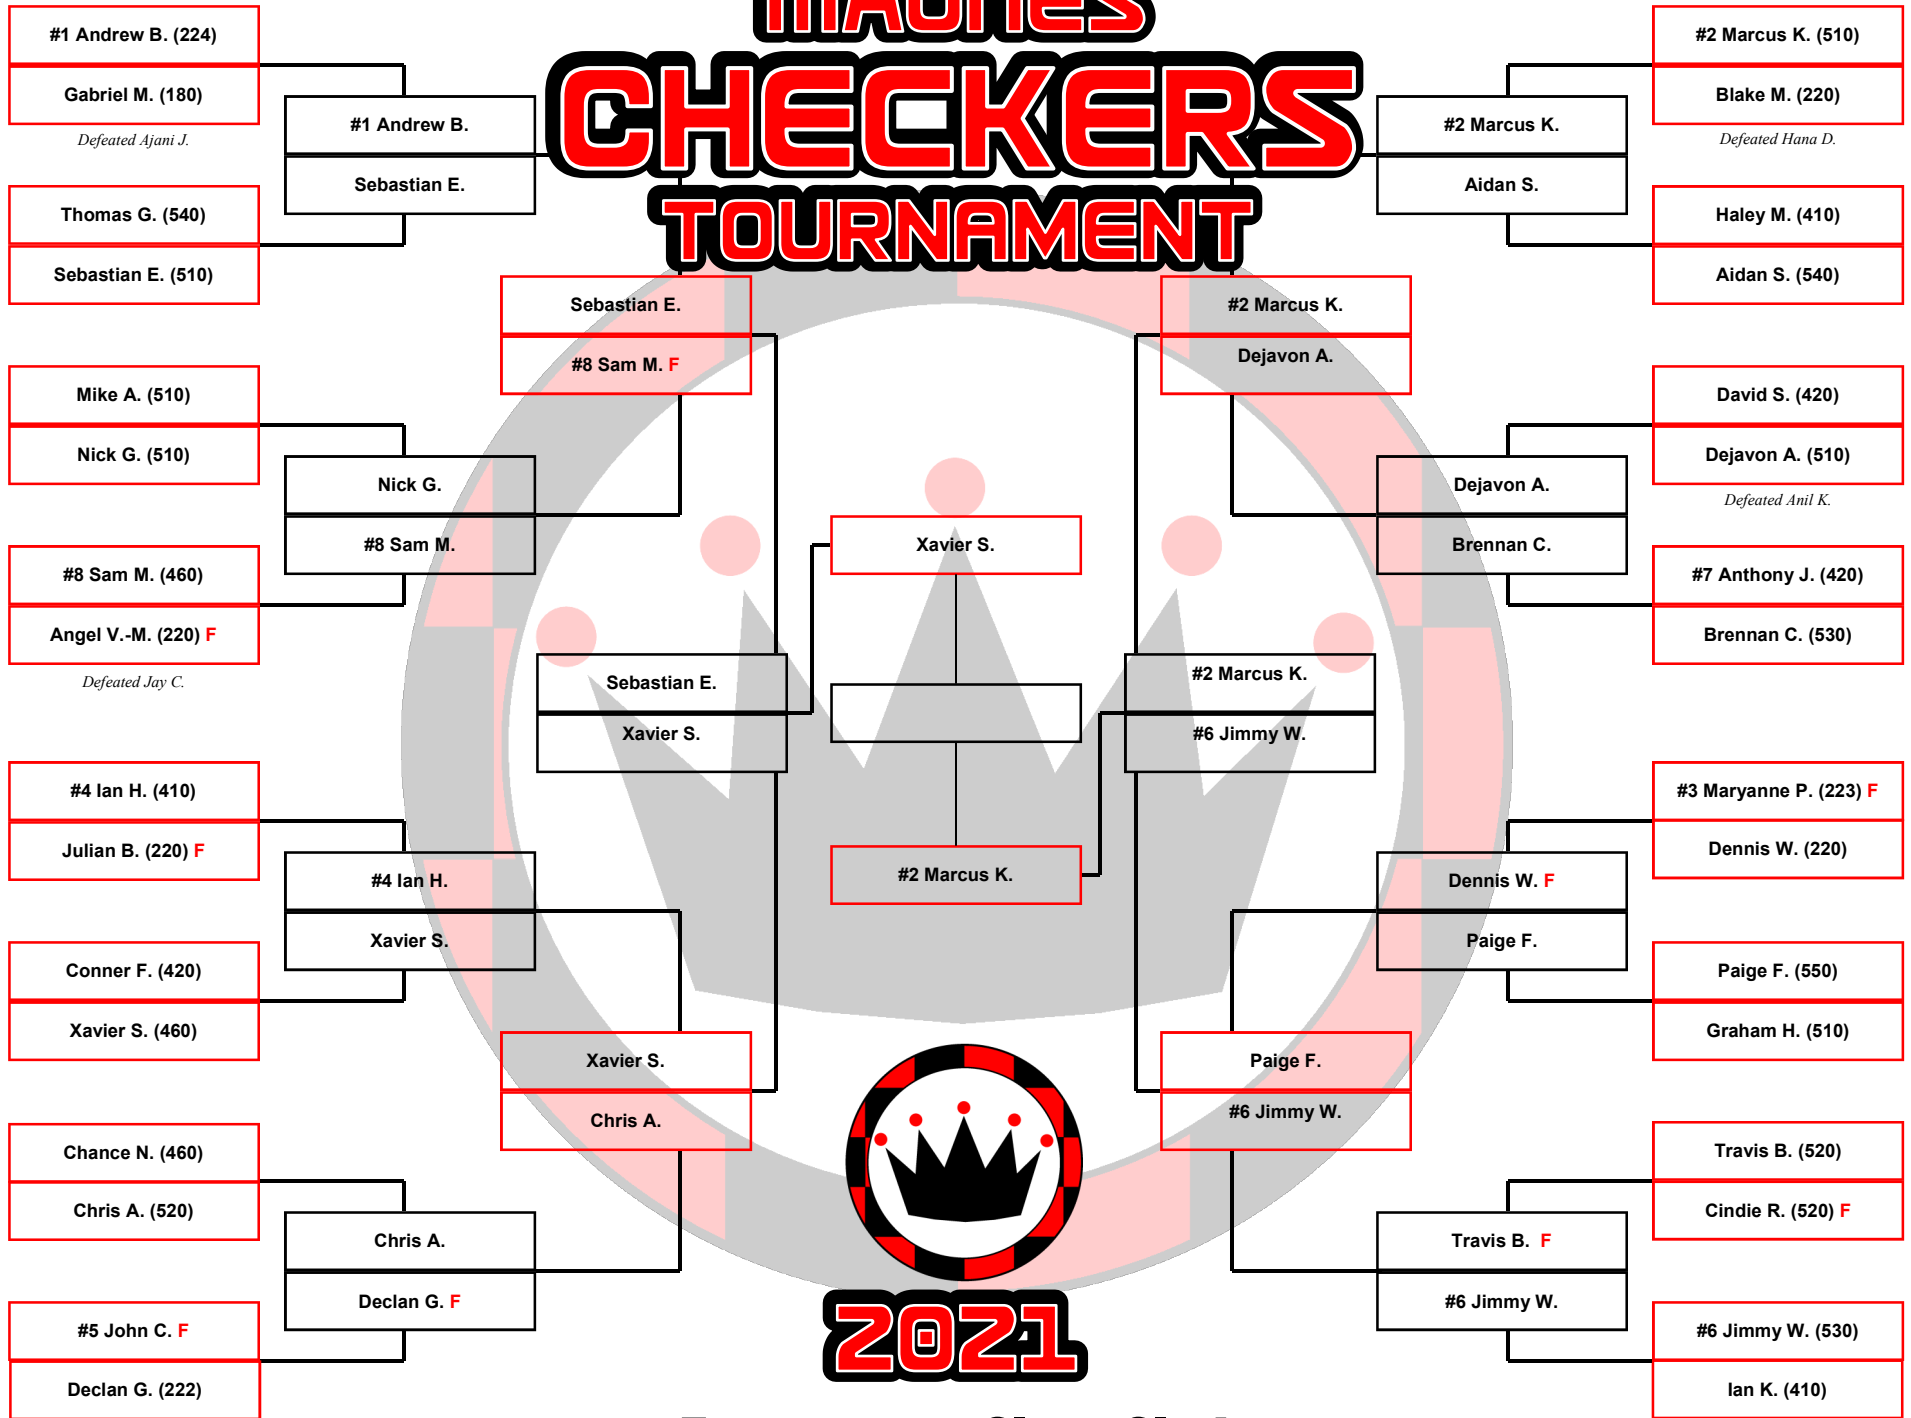 MAGNES
CHECKERS
TOURNAMENT
#1 Andrew B. (224)
Gabriel M. (180)
Defeated Ajani J.
Thomas G. (540)
Sebastian E. (510)
Mike A. (510)
Nick G. (510)
#8 Sam M. (460)
Angel V.-M. (220) F
Defeated Jay C.
#4 Ian H. (410)
Julian B. (220) F
Conner F. (420)
Xavier S. (460)
Chance N. (460)
Chris A. (520)
#5 John C. F
Declan G. (222)
#1 Andrew B.
Sebastian E.
Nick G.
#8 Sam M.
#4 Ian H.
Xavier S.
Chris A.
Declan G. F
Sebastian E.
#8 Sam M. F
Xavier S.
Chris A.
Sebastian E.
Xavier S.
Xavier S.
#2 Marcus K.
#2 Marcus K.
#6 Jimmy W.
#2 Marcus K.
Dejavon A.
Paige F.
#6 Jimmy W.
#2 Marcus K.
Aidan S.
Dejavon A.
Brennan C.
Dennis W. F
Paige F.
Travis B. F
#6 Jimmy W.
#2 Marcus K. (510)
Blake M. (220)
Defeated Hana D.
Haley M. (410)
Aidan S. (540)
David S. (420)
Dejavon A. (510)
Defeated Anil K.
#7 Anthony J. (420)
Brennan C. (530)
#3 Maryanne P. (223) F
Dennis W. (220)
Paige F. (550)
Graham H. (510)
Travis B. (520)
Cindie R. (520) F
#6 Jimmy W. (530)
Ian K. (410)
2021